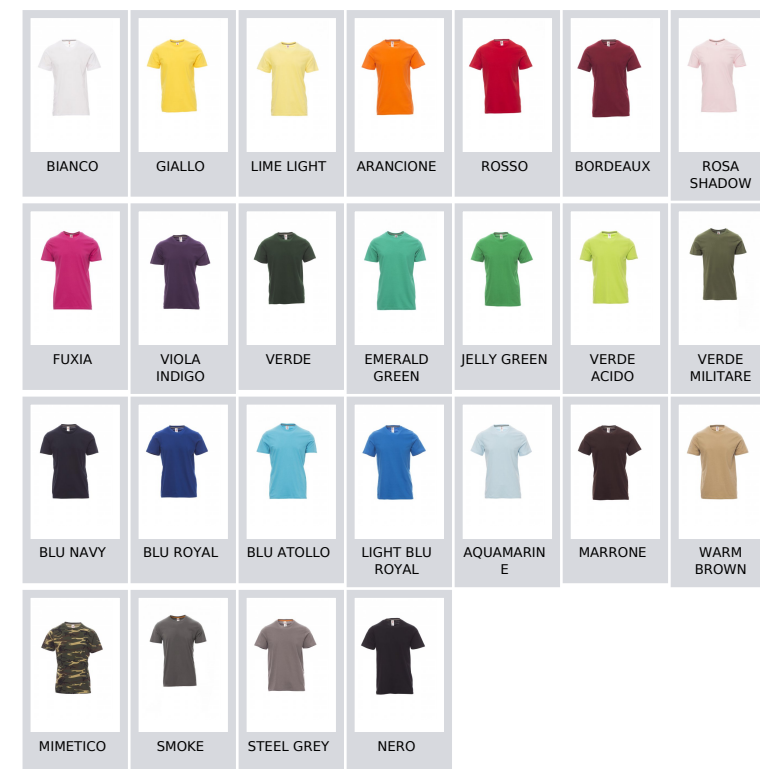 BIANCO
GIALLO
LIME LIGHT
ARANCIONE
ROSSO
BORDEAUX
ROSA
SHADOW
FUXIA
VIOLA
INDIGO
VERDE
EMERALD
GREEN
JELLY GREEN
VERDE
ACIDO
VERDE
MILITARE
BLU NAVY
BLU ROYAL
BLU ATOLLO
LIGHT BLU
ROYAL
AQUAMARIN
E
MARRONE
WARM
BROWN
MIMETICO
SMOKE
STEEL GREY
NERO